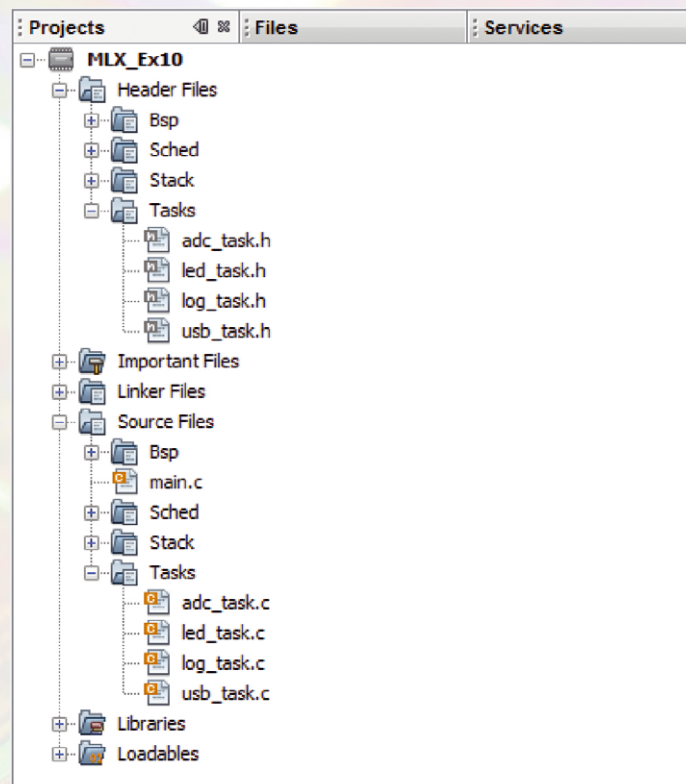 Projects Files Services
MLX_Ex10
Header Files
Bsp
Sched
Stack
Tasks
adc_task.h
led_task.h
log_task.h
usb_task.h
Important Files
Linker Files
Source Files
Bsp
main.c
Sched
Stack
Tasks
adc_task.c
led_task.c
log_task.c
usb_task.c
Libraries
Loadables